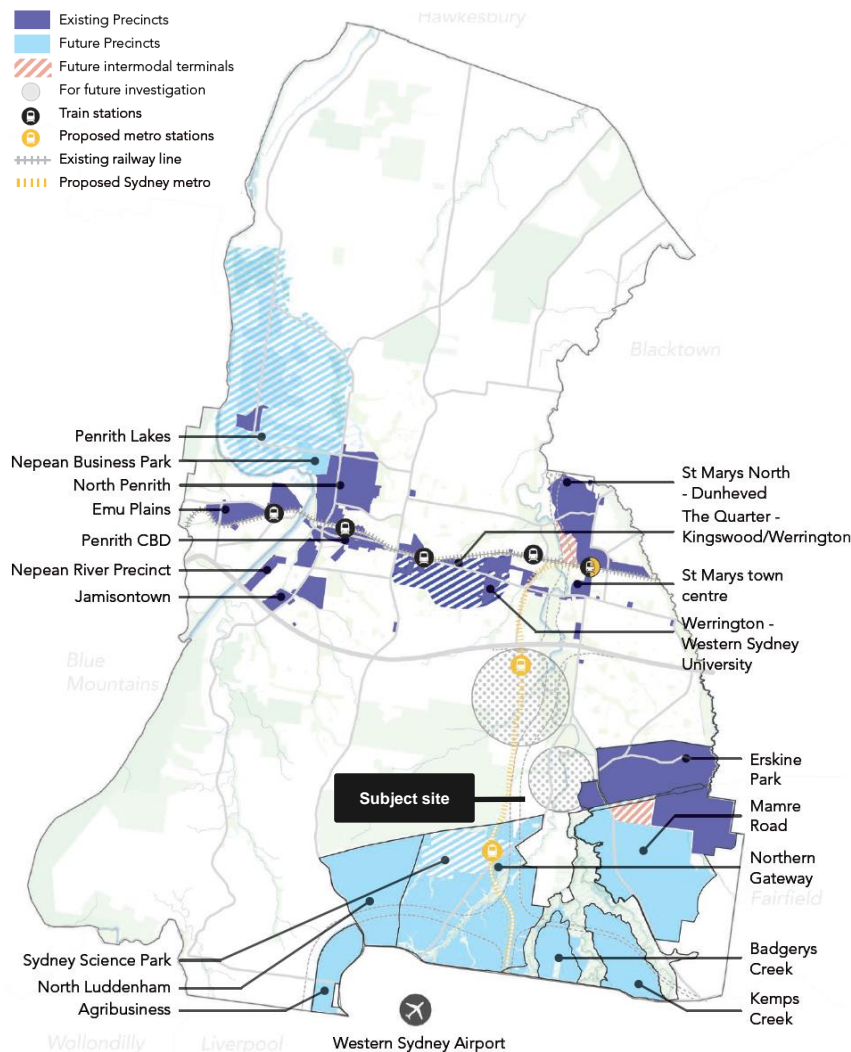 Hawkesbury
Existing Precincts
Future Precincts
Future intermodal terminals
For future investigation
Train stations
Proposed metro stations
Existing railway line
Proposed Sydney metro
Blacktown
Penrith Lakes
Nepean Business Park
North Penrith
Emu Plains
Penrith CBD
Nepean River Precinct
Jamisontown
St Marys North
- Dunheved
The Quarter -
Kingswood/Werrington
St Marys town
centre
Werrington -
Western Sydney
University
Blue
Mountains
Erskine
Park
Subject site
Mamre
Road
Northern
Gateway
Fairfield
Sydney Science Park
North Luddenham
Agribusiness
Badgerys
Creek
Kemps
Creek
Wollondilly
Liverpool
Western Sydney Airport